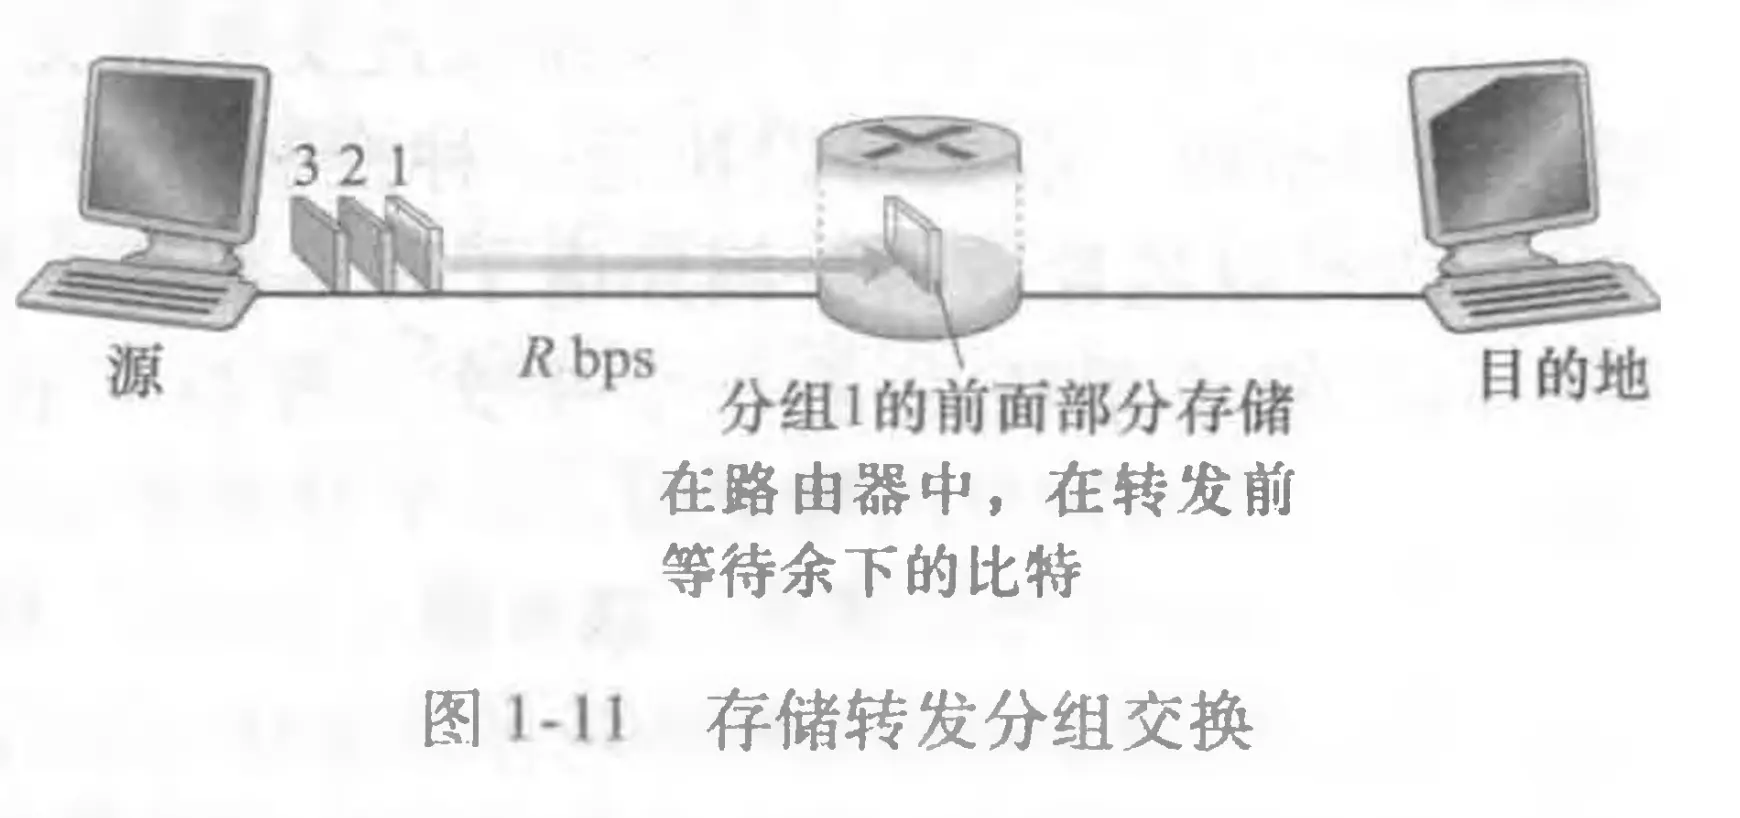 3 2 1
源
R bps
目的地
分组1的前面部分存储
在路由器中，在转发前
等待余下的比特
图 1-11 存储转发分组交换